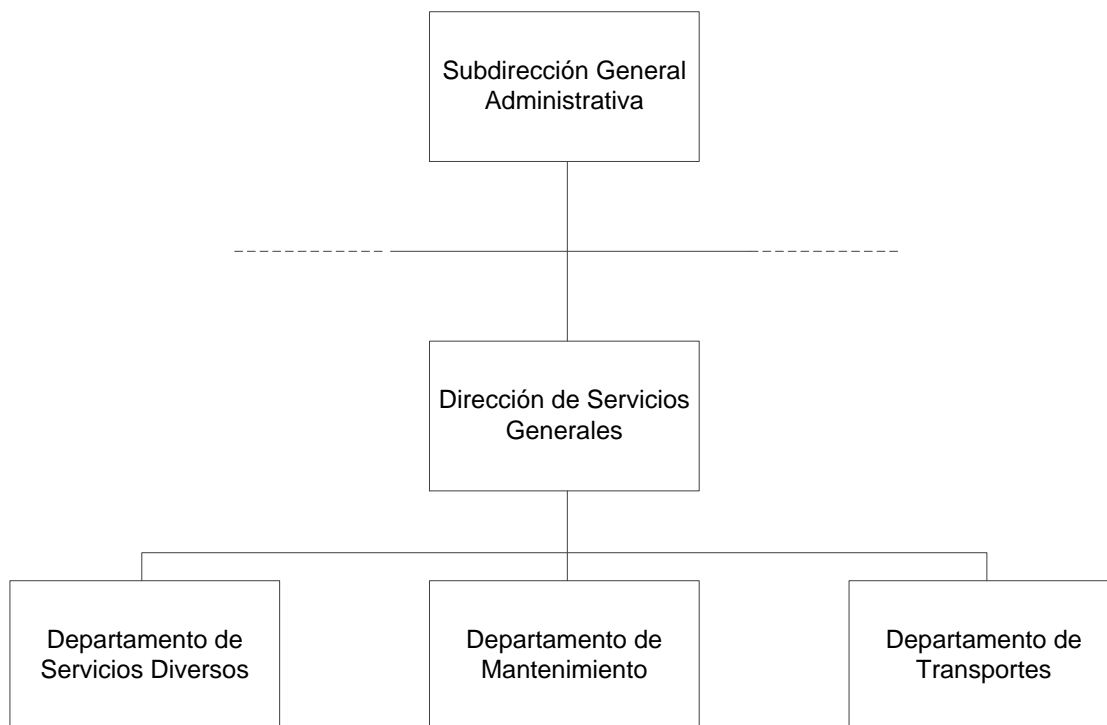 Subdirección General
Administrativa
Dirección de Servicios
Generales
Departamento de
Servicios Diversos
Departamento de
Mantenimiento
Departamento de
Transportes